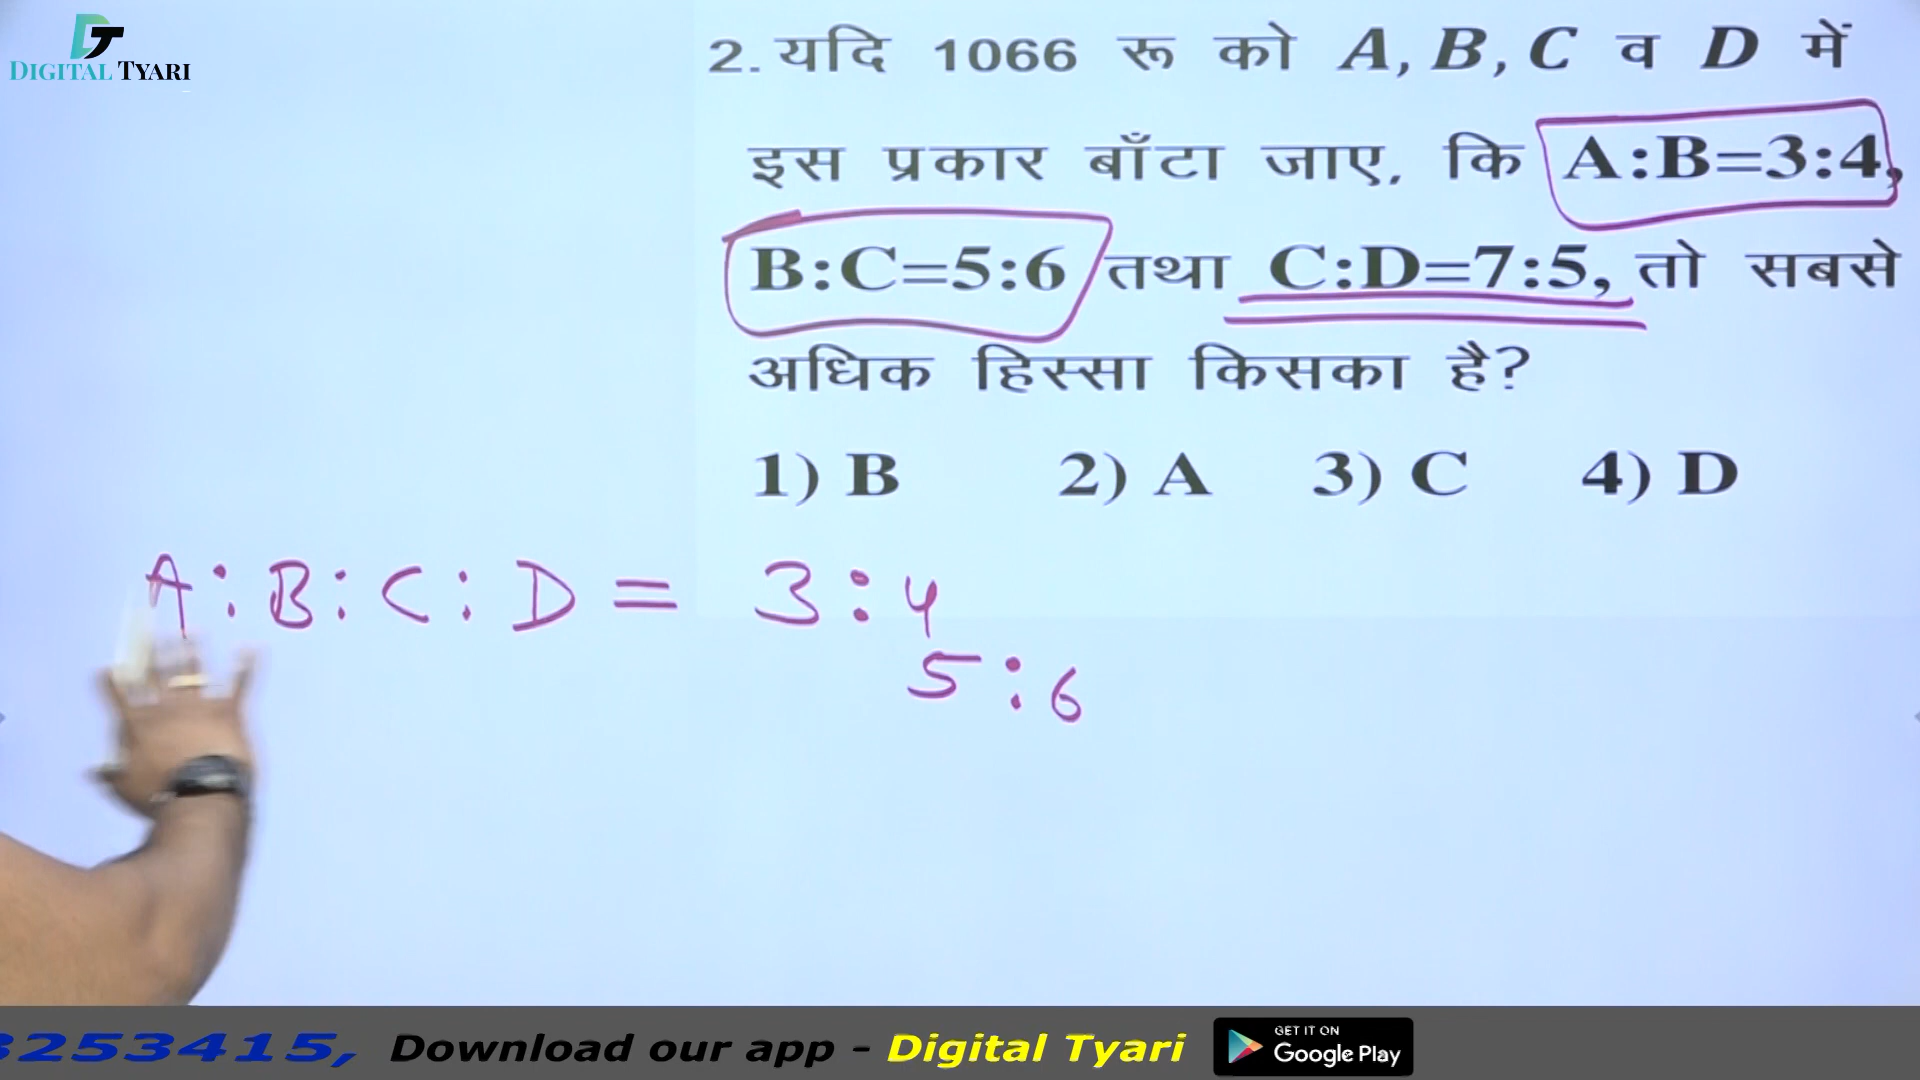 DIGITAL TYARI
2. यदि 1066 रू को A, B, C व D में
इस प्रकार बाँटा जाए, कि A:B=3:4,
B:C=5:6 तथा C:D=7:5, तो सबसे
अधिक हिस्सा किसका है?
1) B 2) A 3) C 4) D
A:B:C:D = 3:4
5:6
3253415, Download our app - Digital Tyari GET IT ON Google Play